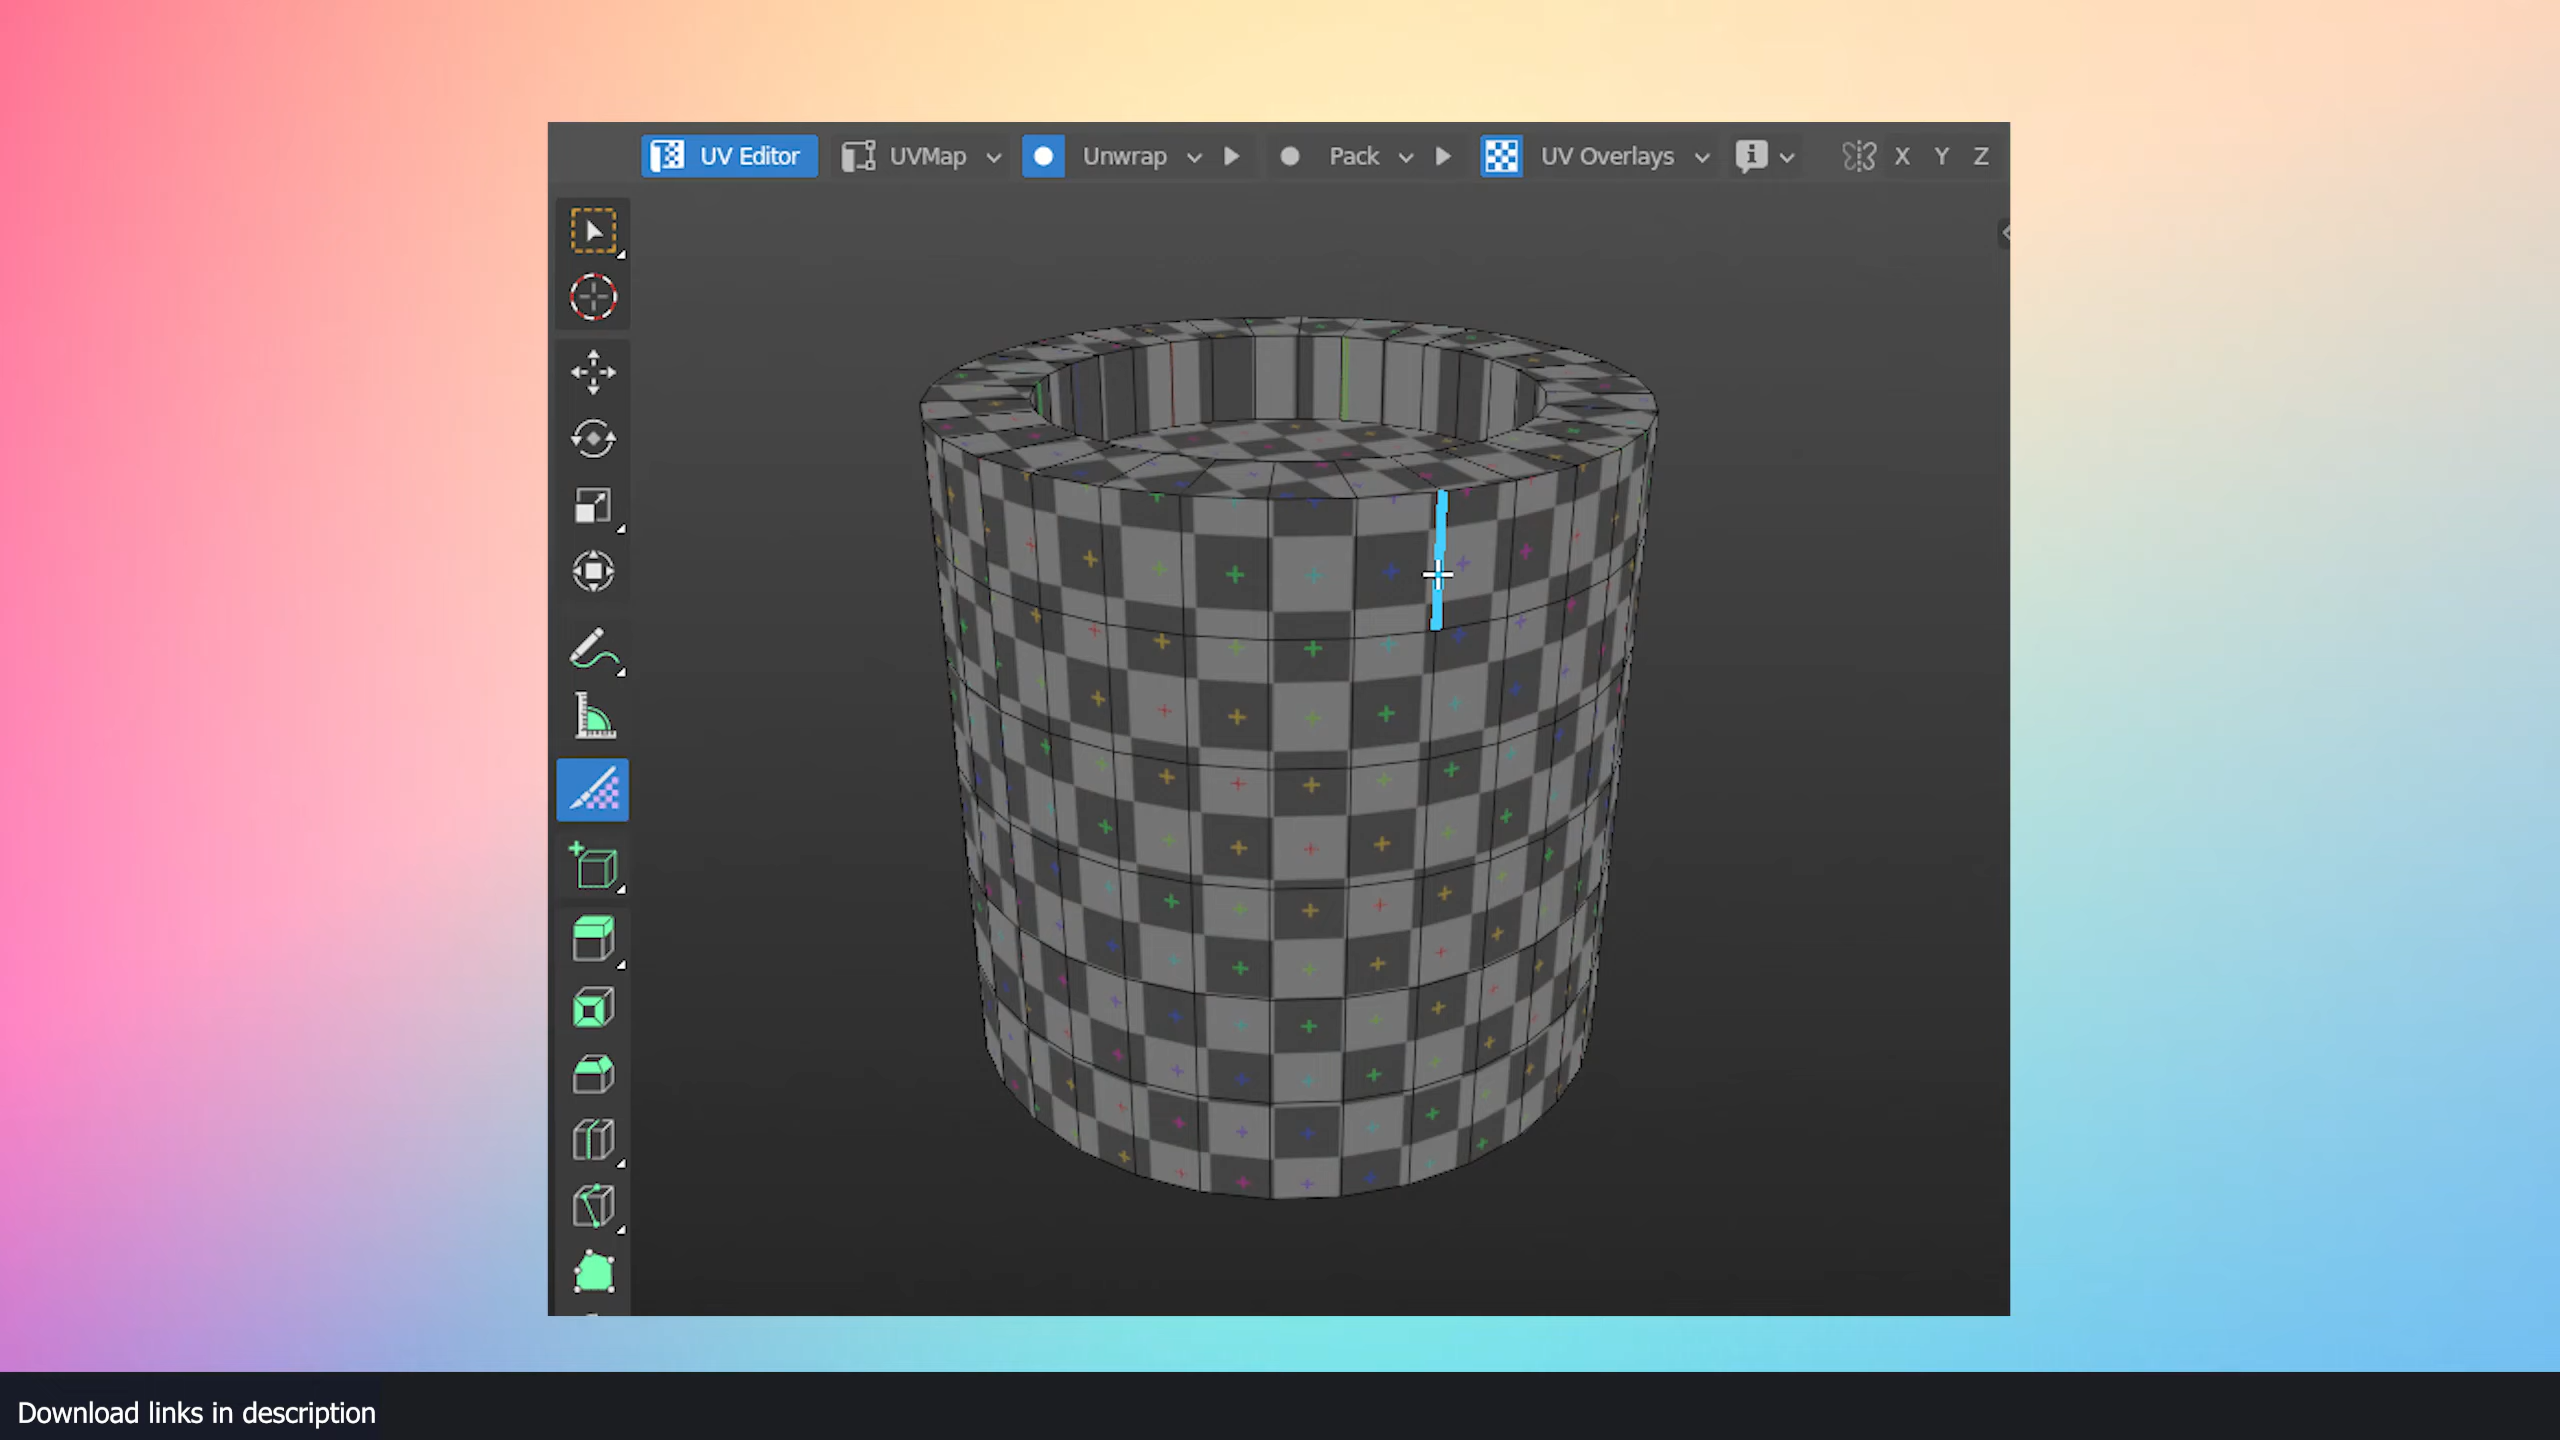 UV Editor UVMap Unwrap Pack UV Overlays X Y Z
Download links in description